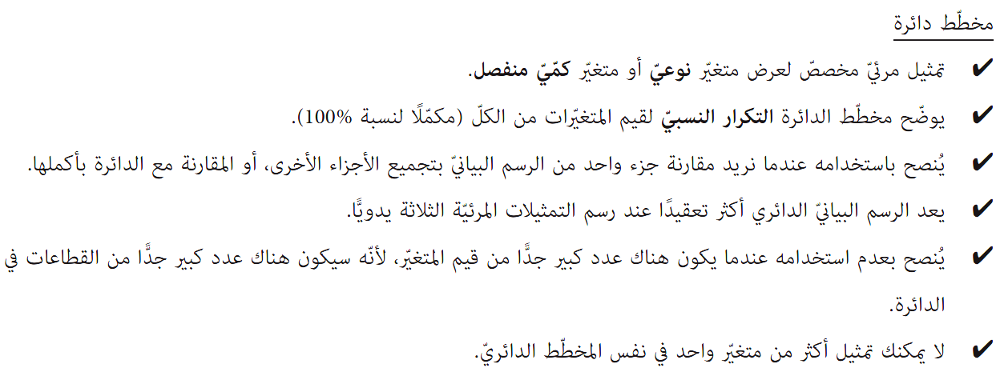 مخطّط دائرة
✔ تمثيل مرئيّ مخصصّ لعرض متغيّر نوعيّ أو متغيّر كمّيّ منفصل.
✔ يوضّح مخطّط الدائرة التكرار النسبيّ لقيم المتغيّرات من الكلّ (مكمّلًا لنسبة 100%).
✔ يُنصح باستخدامه عندما نريد مقارنة جزء واحد من الرسم البيانيّ بتجميع الأجزاء الأخرى، أو المقارنة مع الدائرة بأكملها.
✔ يعد الرسم البيانيّ الدائري أكثر تعقيدًا عند رسم التمثيلات المرئيّة الثلاثة يدويًّا.
✔ يُنصح بعدم استخدامه عندما يكون هناك عدد كبير جدًّا من قيم المتغيّر، لأنّه سيكون هناك عدد كبير جدًّا من القطاعات في
الدائرة.
✔ لا يمكنك تمثيل أكثر من متغيّر واحد في نفس المخطّط الدائريّ.